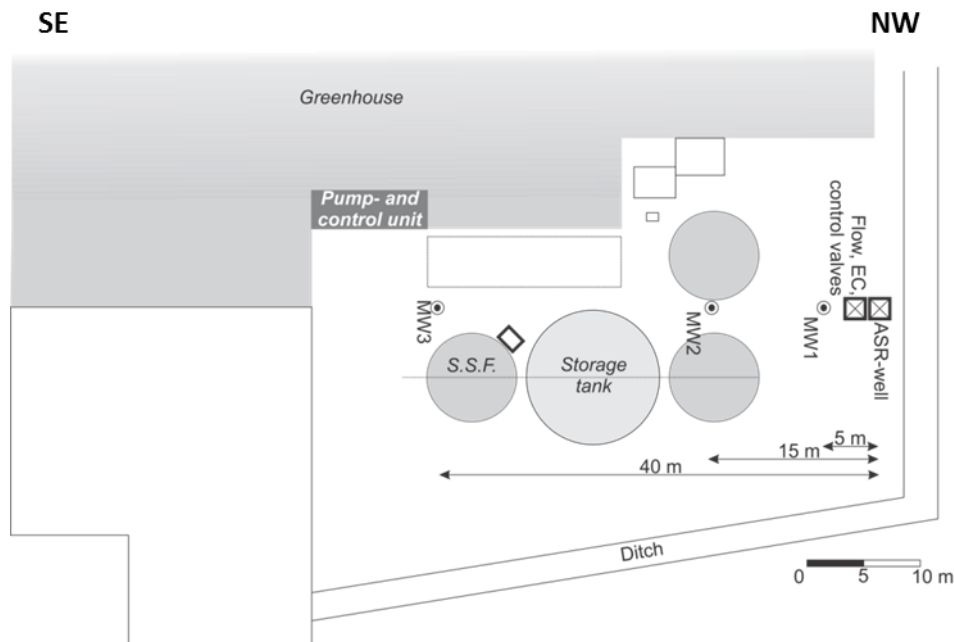 SE
NW
Greenhouse
Pump- and
control unit
Flow, EC,
control valves
MW3
MW2
MW1
ASR-well
S.S.F.
Storage
tank
5 m
15 m
40 m
Ditch
0 5 10 m